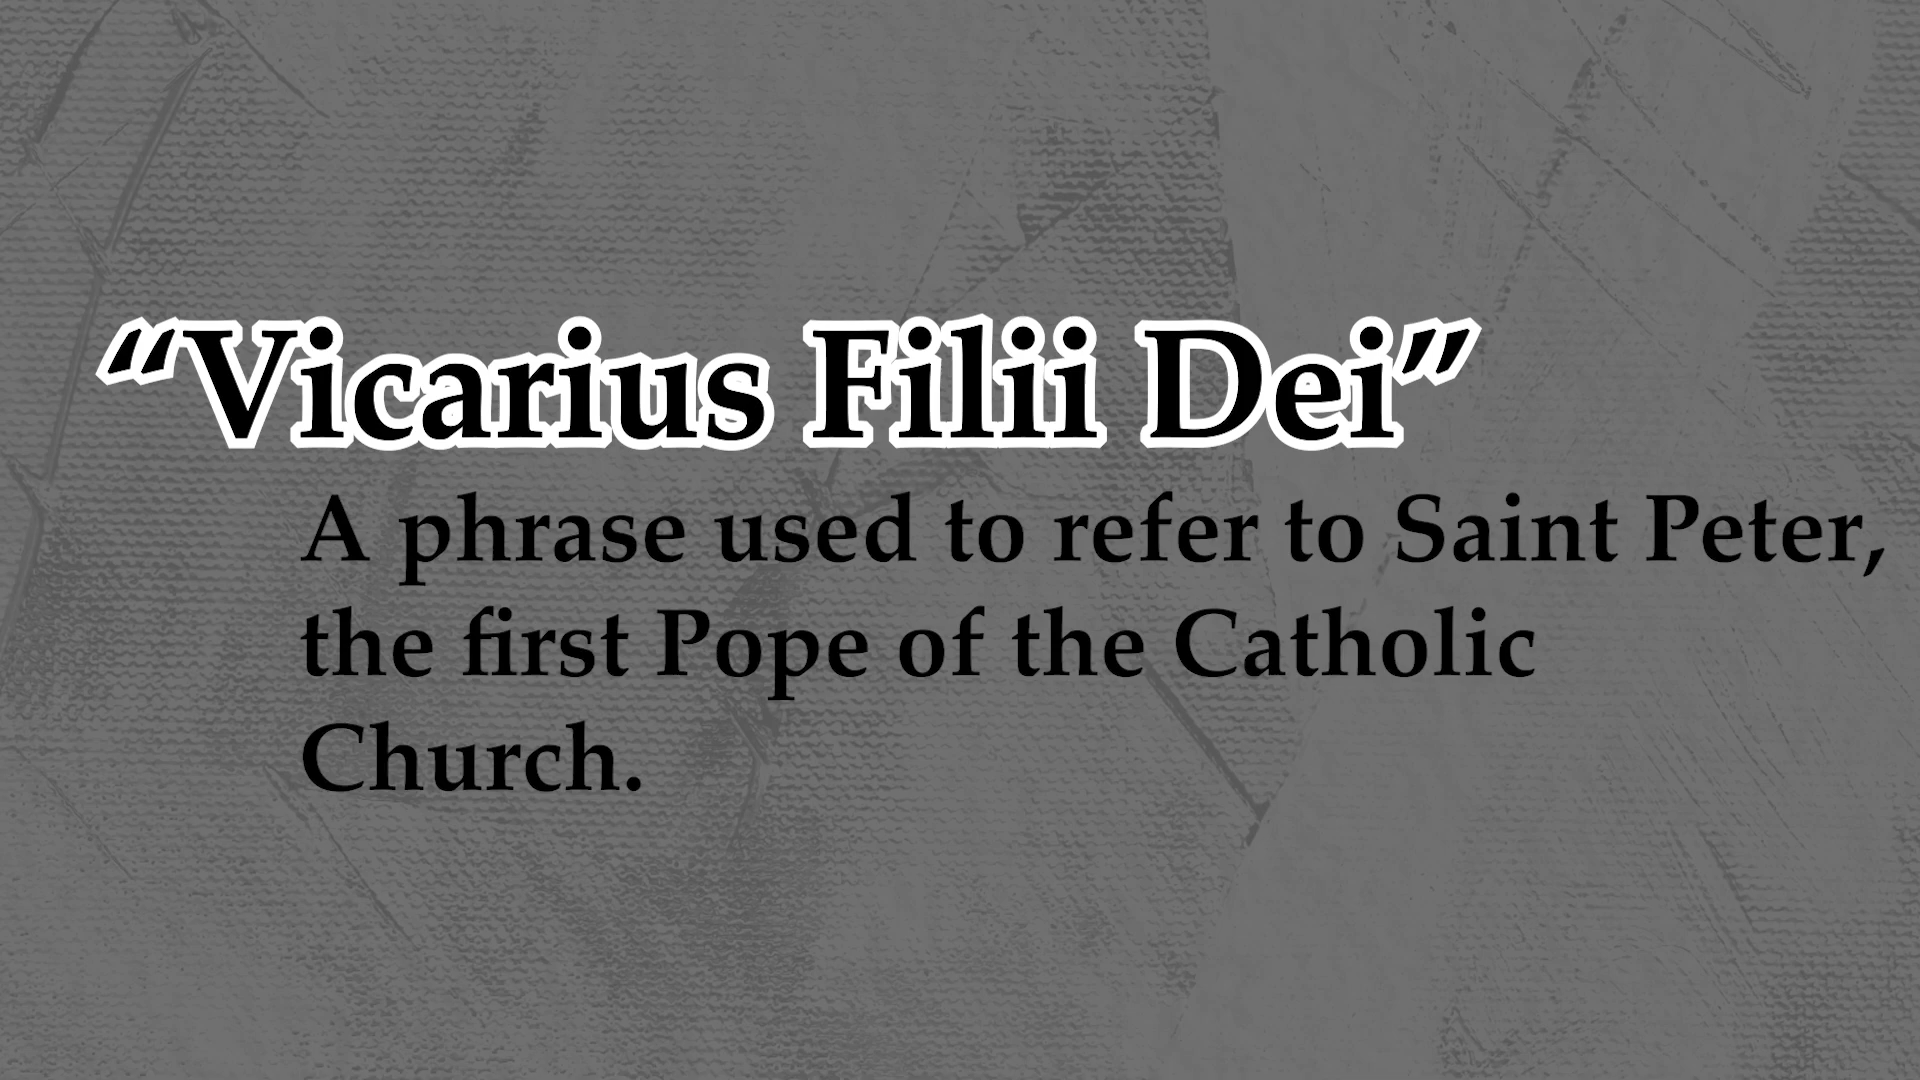 “Vicarius Filii Dei”
A phrase used to refer to Saint Peter,
the first Pope of the Catholic
Church.